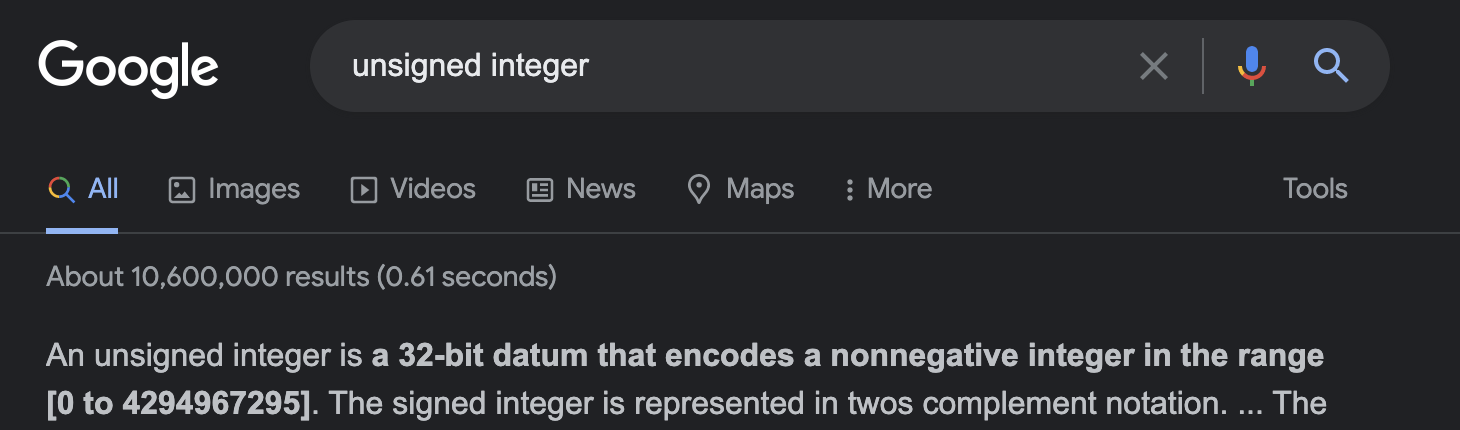 Google
unsigned integer
All Images Videos News Maps More Tools
About 10,600,000 results (0.61 seconds)
An unsigned integer is a 32-bit datum that encodes a nonnegative integer in the range
[0 to 4294967295]. The signed integer is represented in twos complement notation. ... The